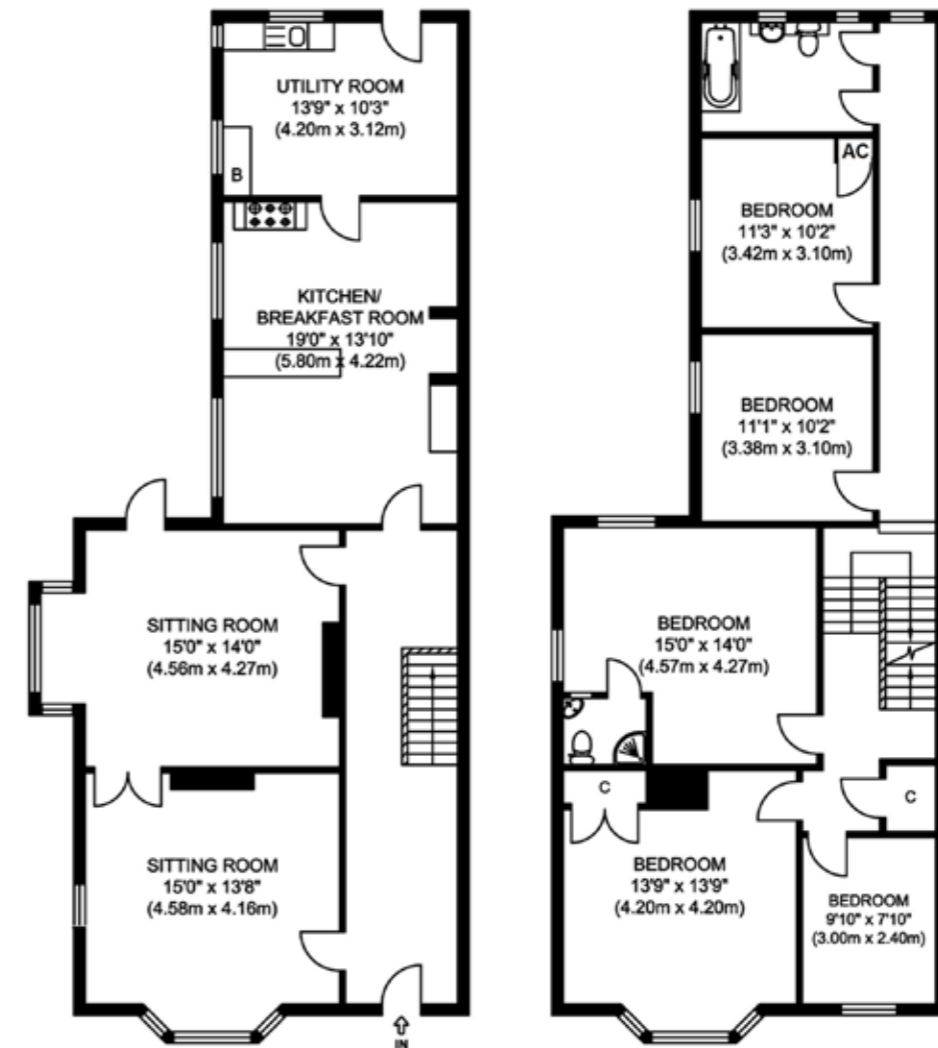 UTILITY ROOM
13'9" x 10'3"
(4.20m x 3.12m)
B
KITCHEN/
BREAKFAST ROOM
19'0" x 13'10"
(5.80m x 4.22m)
SITTING ROOM
15'0" x 14'0"
(4.56m x 4.27m)
SITTING ROOM
15'0" x 13'8"
(4.58m x 4.16m)
IN
AC
BEDROOM
11'3" x 10'2"
(3.42m x 3.10m)
BEDROOM
11'1" x 10'2"
(3.38m x 3.10m)
BEDROOM
15'0" x 14'0"
(4.57m x 4.27m)
C
C
BEDROOM
13'9" x 13'9"
(4.20m x 4.20m)
BEDROOM
9'10" x 7'10"
(3.00m x 2.40m)